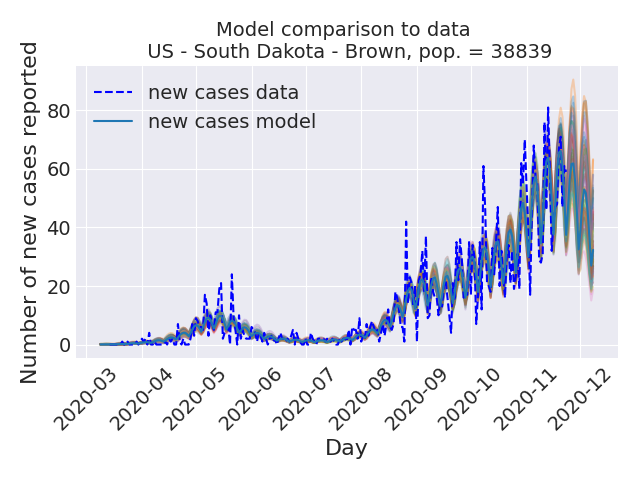 Model comparison to data
US - South Dakota - Brown, pop. = 38839
Number of new cases reported
80
60
40
20
0
new cases data
new cases model
2020-03
2020-04
2020-05
2020-06
2020-07
2020-08
2020-09
2020-10
2020-11
2020-12
Day